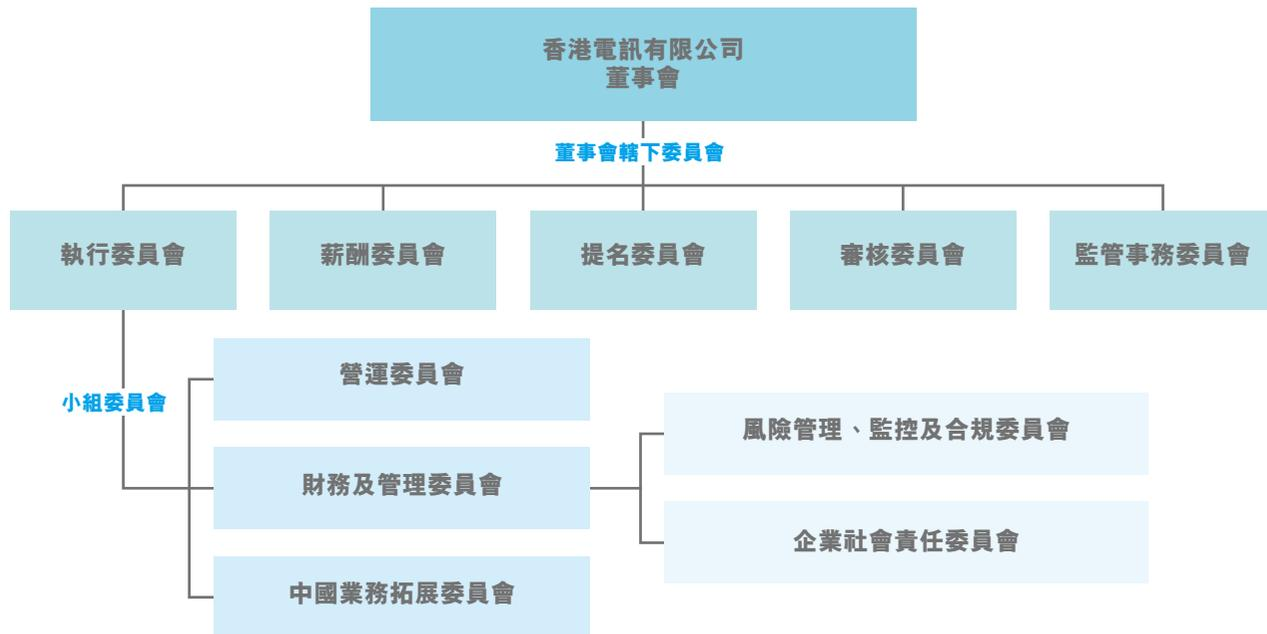 香港電訊有限公司
董事會
董事會轄下委員會
執行委員會
薪酬委員會
提名委員會
審核委員會
監管事務委員會
小組委員會
營運委員會
財務及管理委員會
中國業務拓展委員會
風險管理、監控及合規委員會
企業社會責任委員會